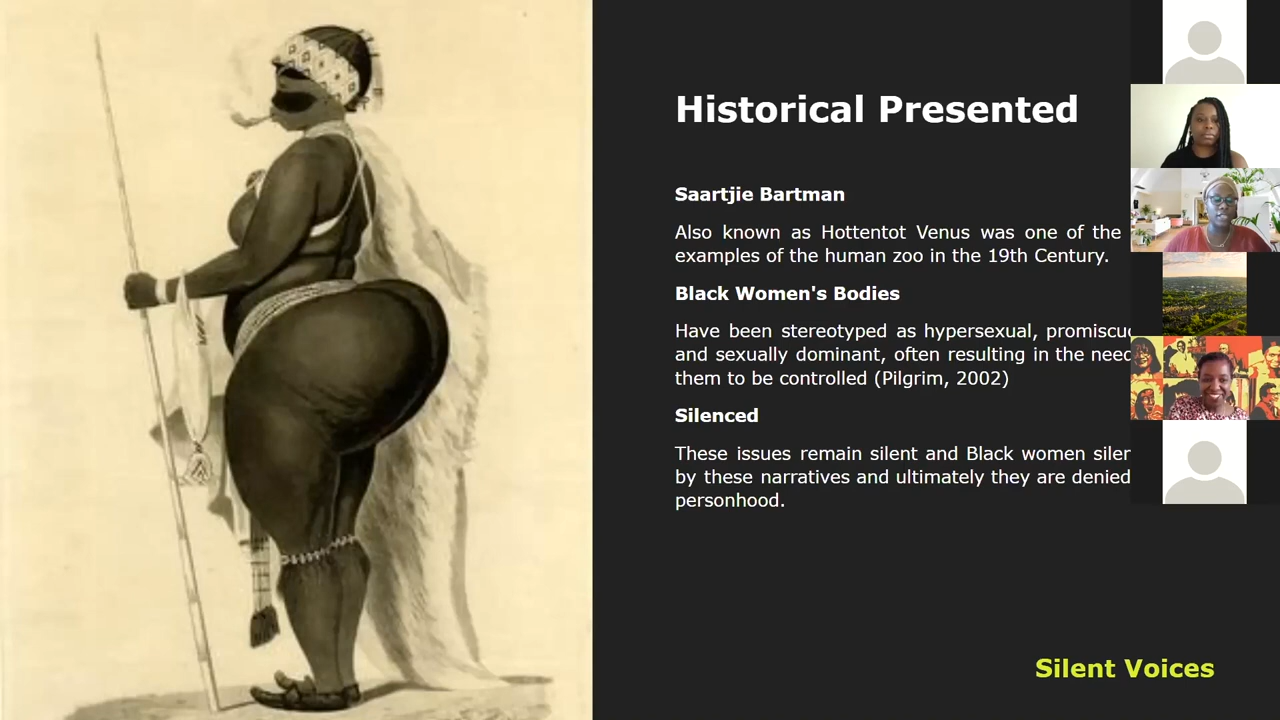 Historical Presented
Saartjie Bartman
Also known as Hottentot Venus was one of the
examples of the human zoo in the 19th Century.
Black Women's Bodies
Have been stereotyped as hypersexual,
and sexually dominant, often resulting in the
them to be controlled (Pilgrim, 2002)
Silenced
These issues remain silent and Black women
by these narratives and ultimately they are denied
personhood.
Silent Voices